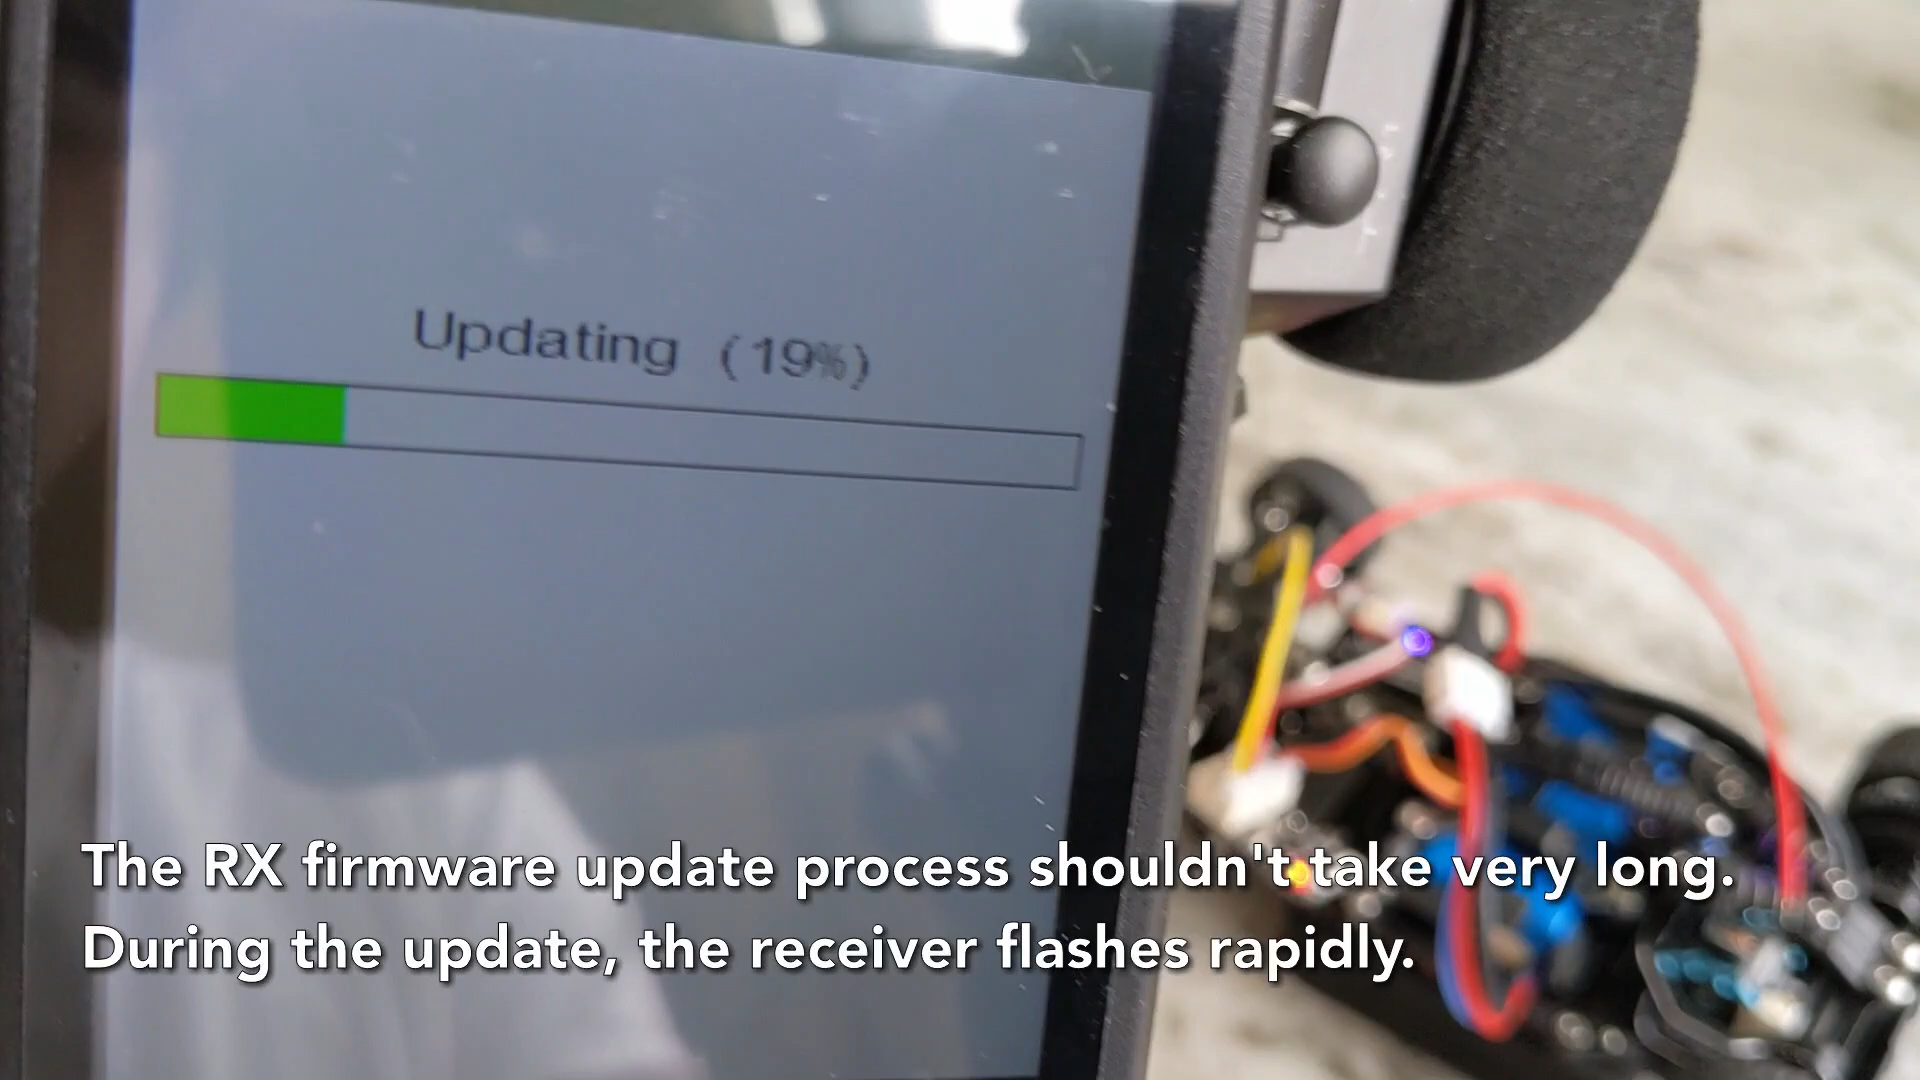 Updating (19%)
The RX firmware update process shouldn't take very long.
During the update, the receiver flashes rapidly.